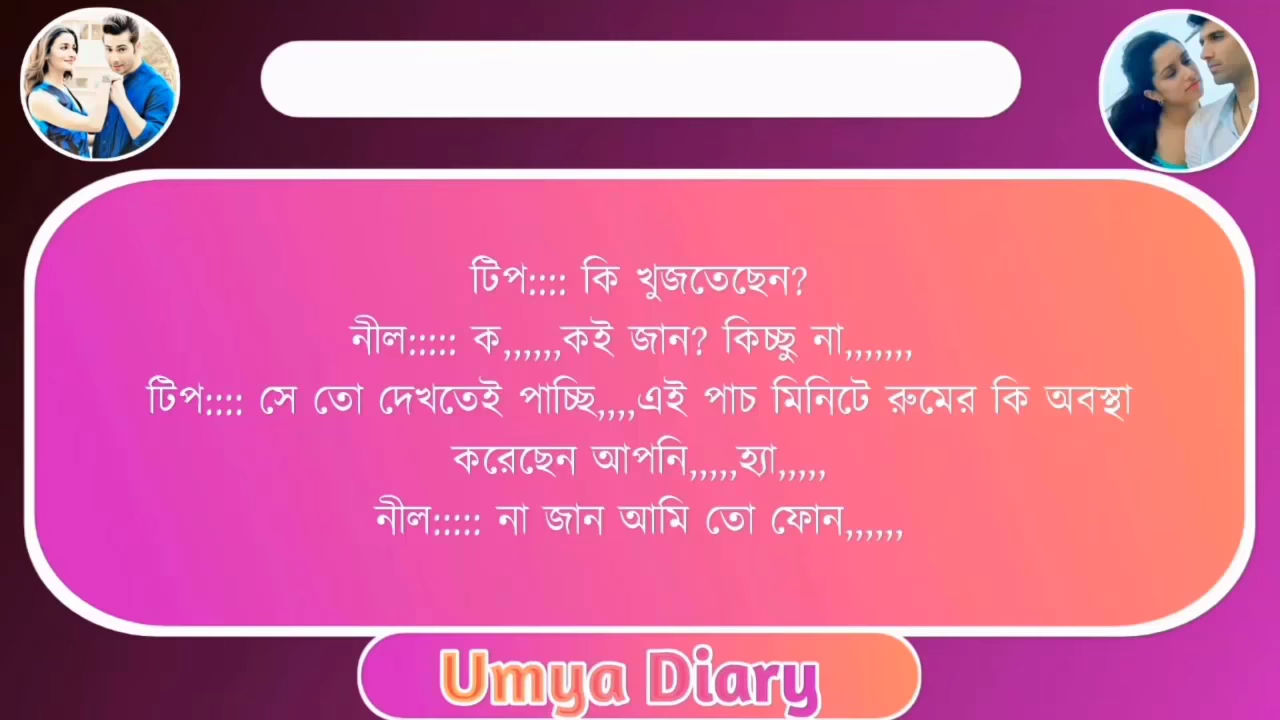 টিপ:::: কি খুজতেছেন?
নীল::::: ক,,,,,,কই জান? কিচ্ছু না,,,,,,,
টিপ:::: সে তো দেখতেই পাচ্ছি,,,,এই পাচ মিনিটে রুমের কি অবস্থা
করেছেন আপনি,,,,,হ্যা,,,,,
নীল::::: না জান আমি তো ফোন,,,,,,
Umya Diary